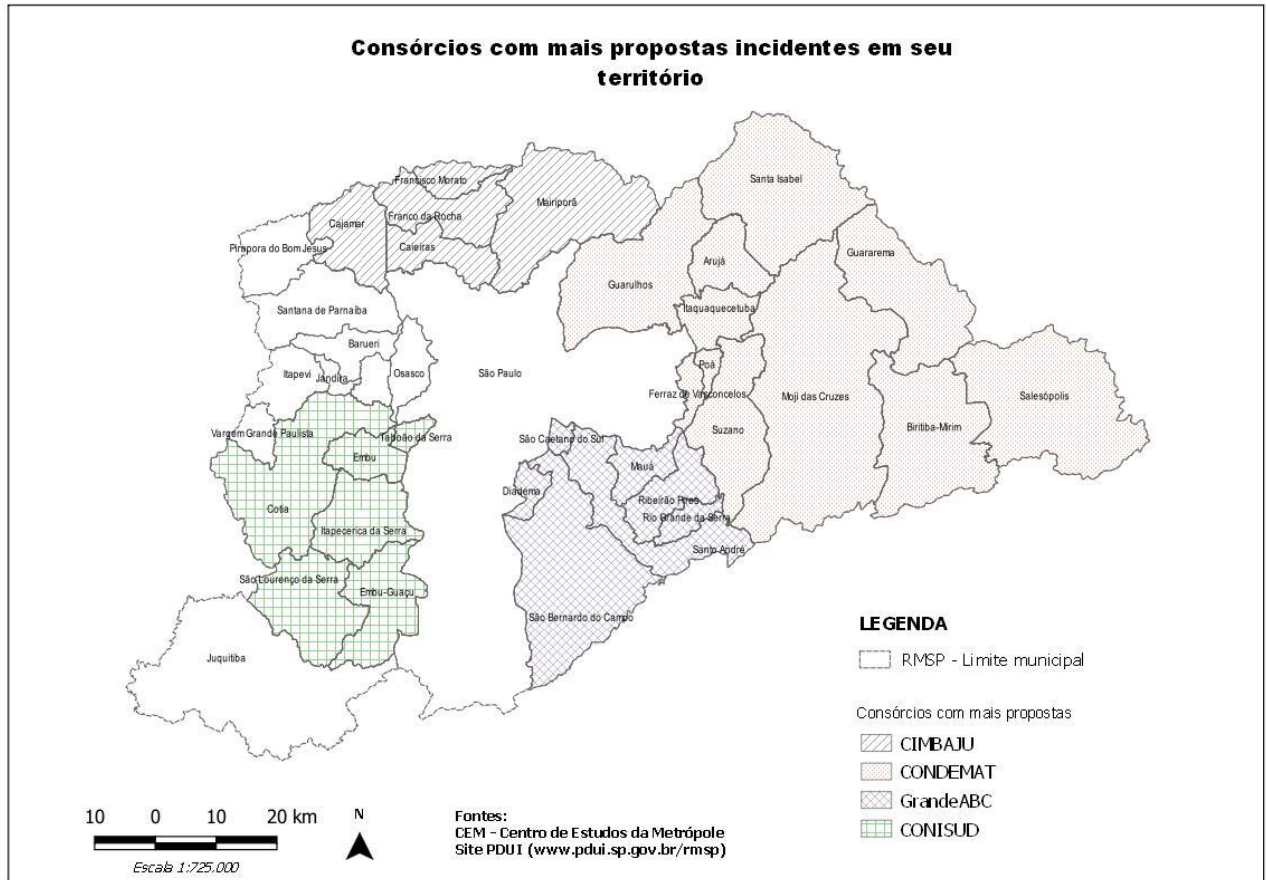 Consórcios com mais propostas incidentes em seu
território
Santa Isabel
Francisco Morato
Mairiporã
Franco da Rocha
Cajamar
Caieiras
Pirapora do Bom Jesus
Guararema
Arujá
Guarulhos
Itaquaquecetuba
Santana de Parnaíba
Barueri
Poá
Itapevi
Jandira
Osasco
São Paulo
Ferraz de Vasconcelos
Moji das Cruzes
Salesópolis
Biritiba-Mirim
Suzano
Vargem Grande Paulista
Taboão da Serra
São Caetano do Sul
Embu
Mauá
Diadema
Ribeirão Pires
Cotia
Rio Grande da Serra
Itapecerica da Serra
Santo André
São Lourenço da Serra
Embu-Guaçu
São Bernardo do Campo
Juquitiba
LEGENDA
RMSP - Limite municipal
Consórcios com mais propostas
CIMBAJU
CONDEMAT
GrandeABC
CONISUD
10 0 10 20 km
Escala 1:725.000
N
Fontes:
CEM - Centro de Estudos da Metrópole
Site PDUI (www.pdui.sp.gov.br/rmsp)